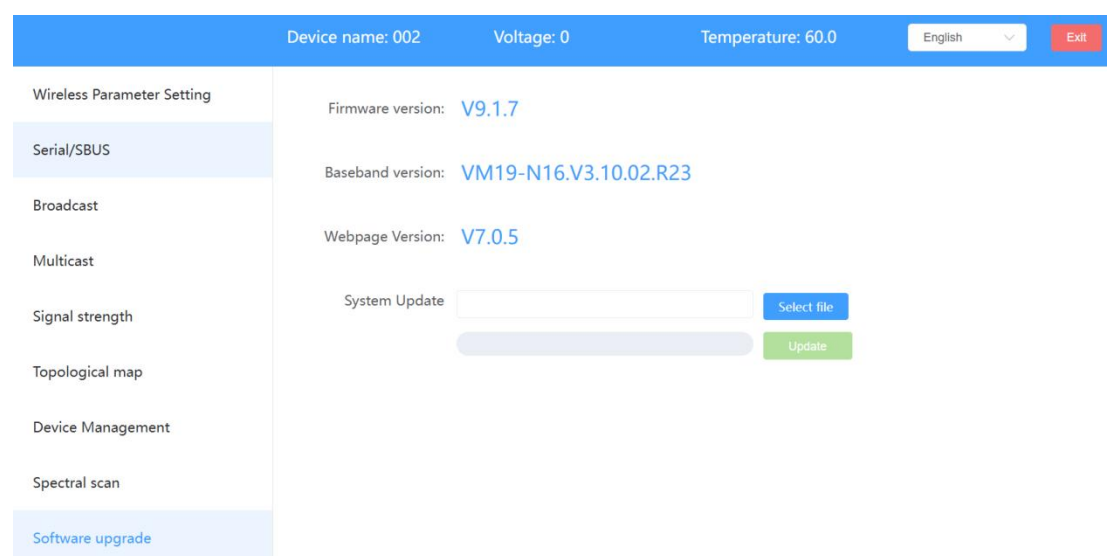 Device name: 002 Voltage: 0 Temperature: 60.0 English Exit
Wireless Parameter Setting
Serial/SBUS
Broadcast
Multicast
Signal strength
Topological map
Device Management
Spectral scan
Software upgrade
Firmware version: V9.1.7
Baseband version: VM19-N16.V3.10.02.R23
Webpage Version: V7.0.5
System Update Select file
Update